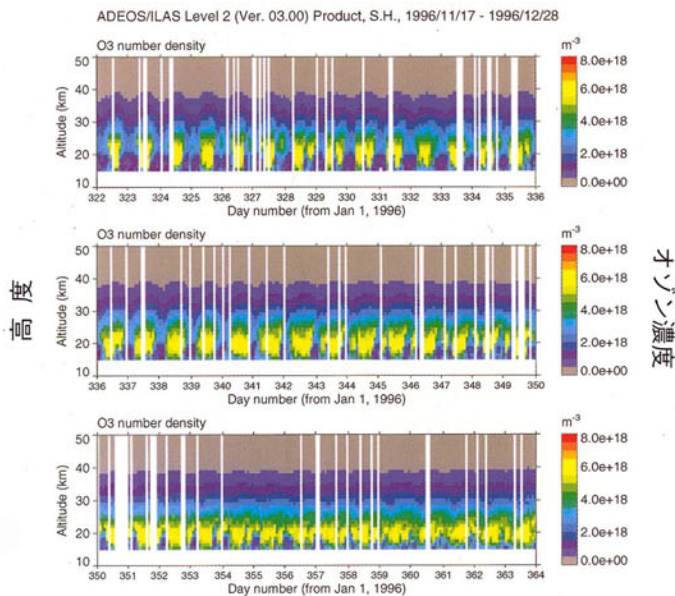 ADEOS/ILAS Level 2 (Ver. 03.00) Product, S.H., 1996/11/17 - 1996/12/28
O3 number density
m-3
50
40
30
20
10
Altitude (km)
322 323 324 325 326 327 328 329 330 331 332 333 334 335 336
Day number (from Jan 1, 1996)
8.0e+18
6.0e+18
4.0e+18
2.0e+18
0.0e+00
高度
オゾン濃度
O3 number density
m-3
50
40
30
20
10
Altitude (km)
336 337 338 339 340 341 342 343 344 345 346 347 348 349 350
Day number (from Jan 1, 1996)
8.0e+18
6.0e+18
4.0e+18
2.0e+18
0.0e+00
O3 number density
m-3
50
40
30
20
10
Altitude (km)
350 351 352 353 354 355 356 357 358 359 360 361 362 363 364
Day number (from Jan 1, 1996)
8.0e+18
6.0e+18
4.0e+18
2.0e+18
0.0e+00